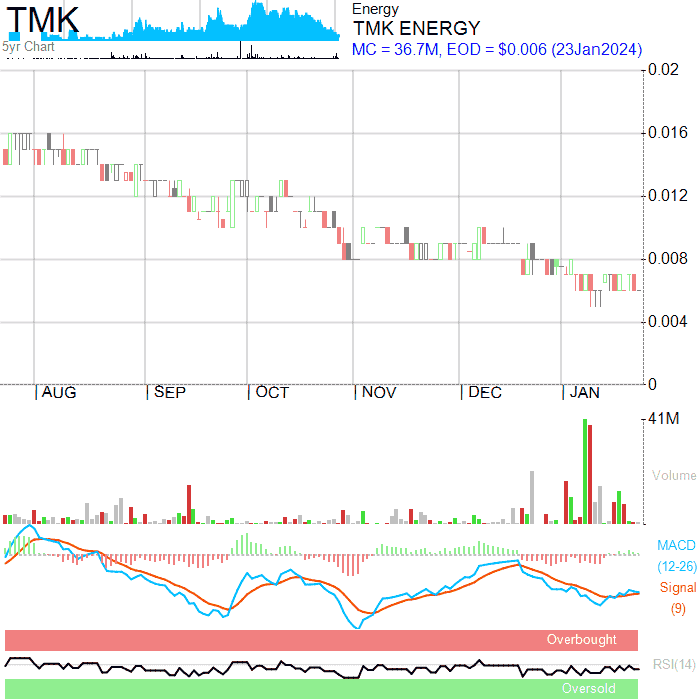 TMK
5yr Chart
Energy
TMK ENERGY
MC = 36.7M, EOD = $0.006 (23Jan2024)
0.02
0.016
0.012
0.008
0.004
0
AUG
SEP
OCT
NOV
DEC
JAN
41M
Volume
MACD
(12-26)
Signal
(9)
Overbought
RSI(14)
Oversold